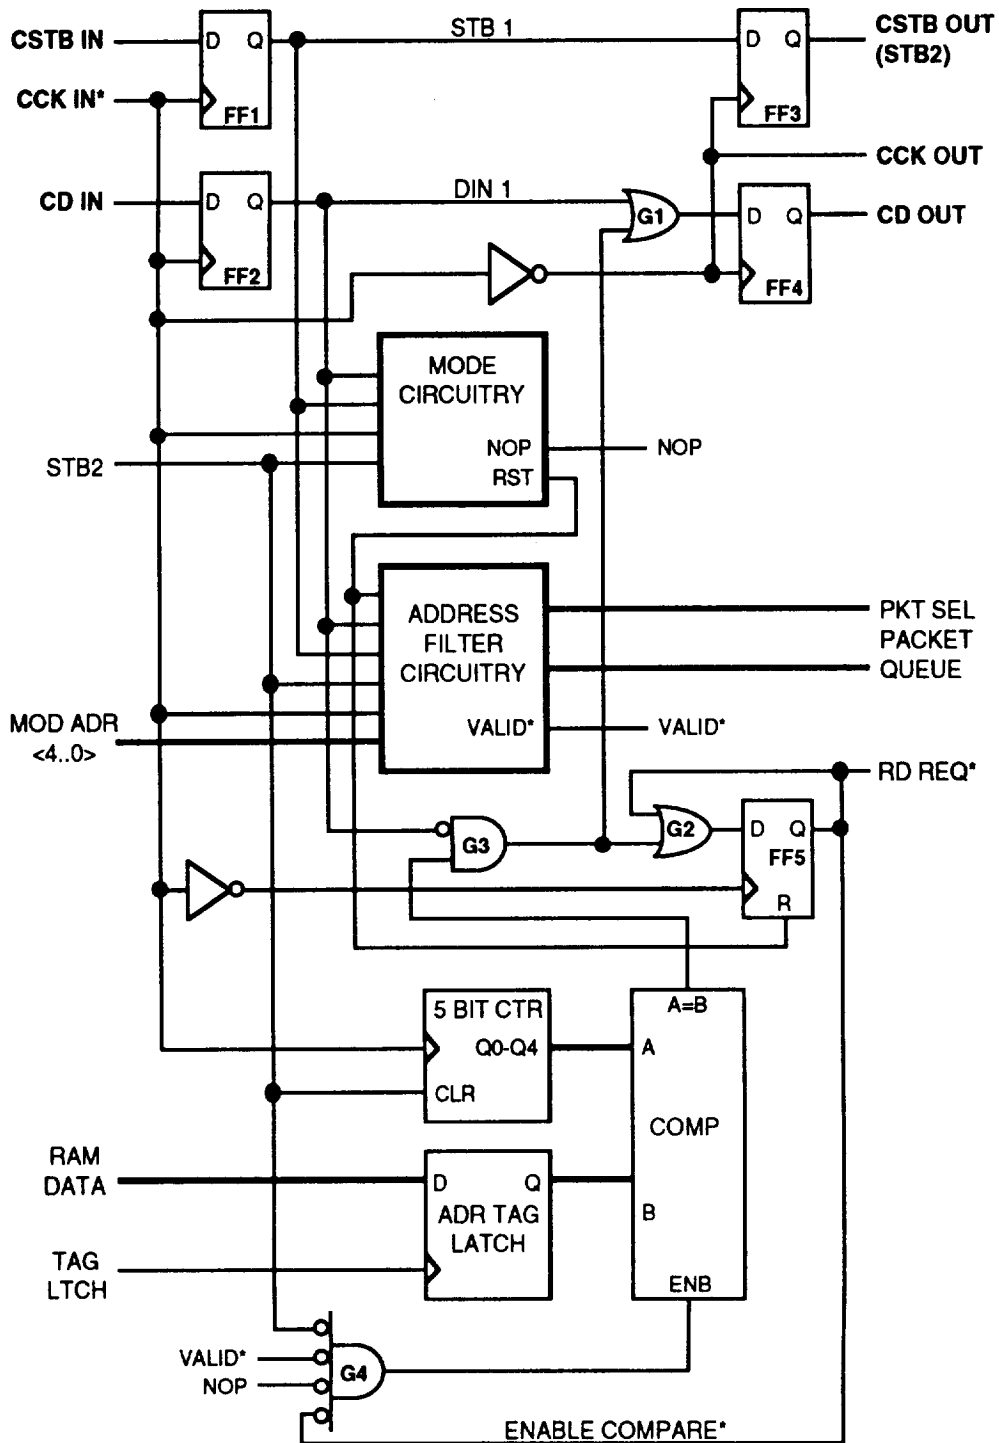 CSTB IN
D Q
FF1
STB 1
D Q
FF3
CSTB OUT
(STB2)
CCK IN*
CCK OUT
CD IN
D Q
FF2
DIN 1
G1
D Q
FF4
CD OUT
MODE
CIRCUITRY
NOP
RST
NOP
STB2
ADDRESS
FILTER
CIRCUITRY
VALID*
PKT SEL
PACKET
QUEUE
VALID*
MOD ADR
<4..0>
RD REQ*
G3
G2
D Q
FF5
R
5 BIT CTR
Q0-Q4
CLR
A=B
A
COMP
B
ENB
RAM
DATA
D Q
ADR TAG
LATCH
TAG
LTCH
VALID*
NOP
G4
ENABLE COMPARE*